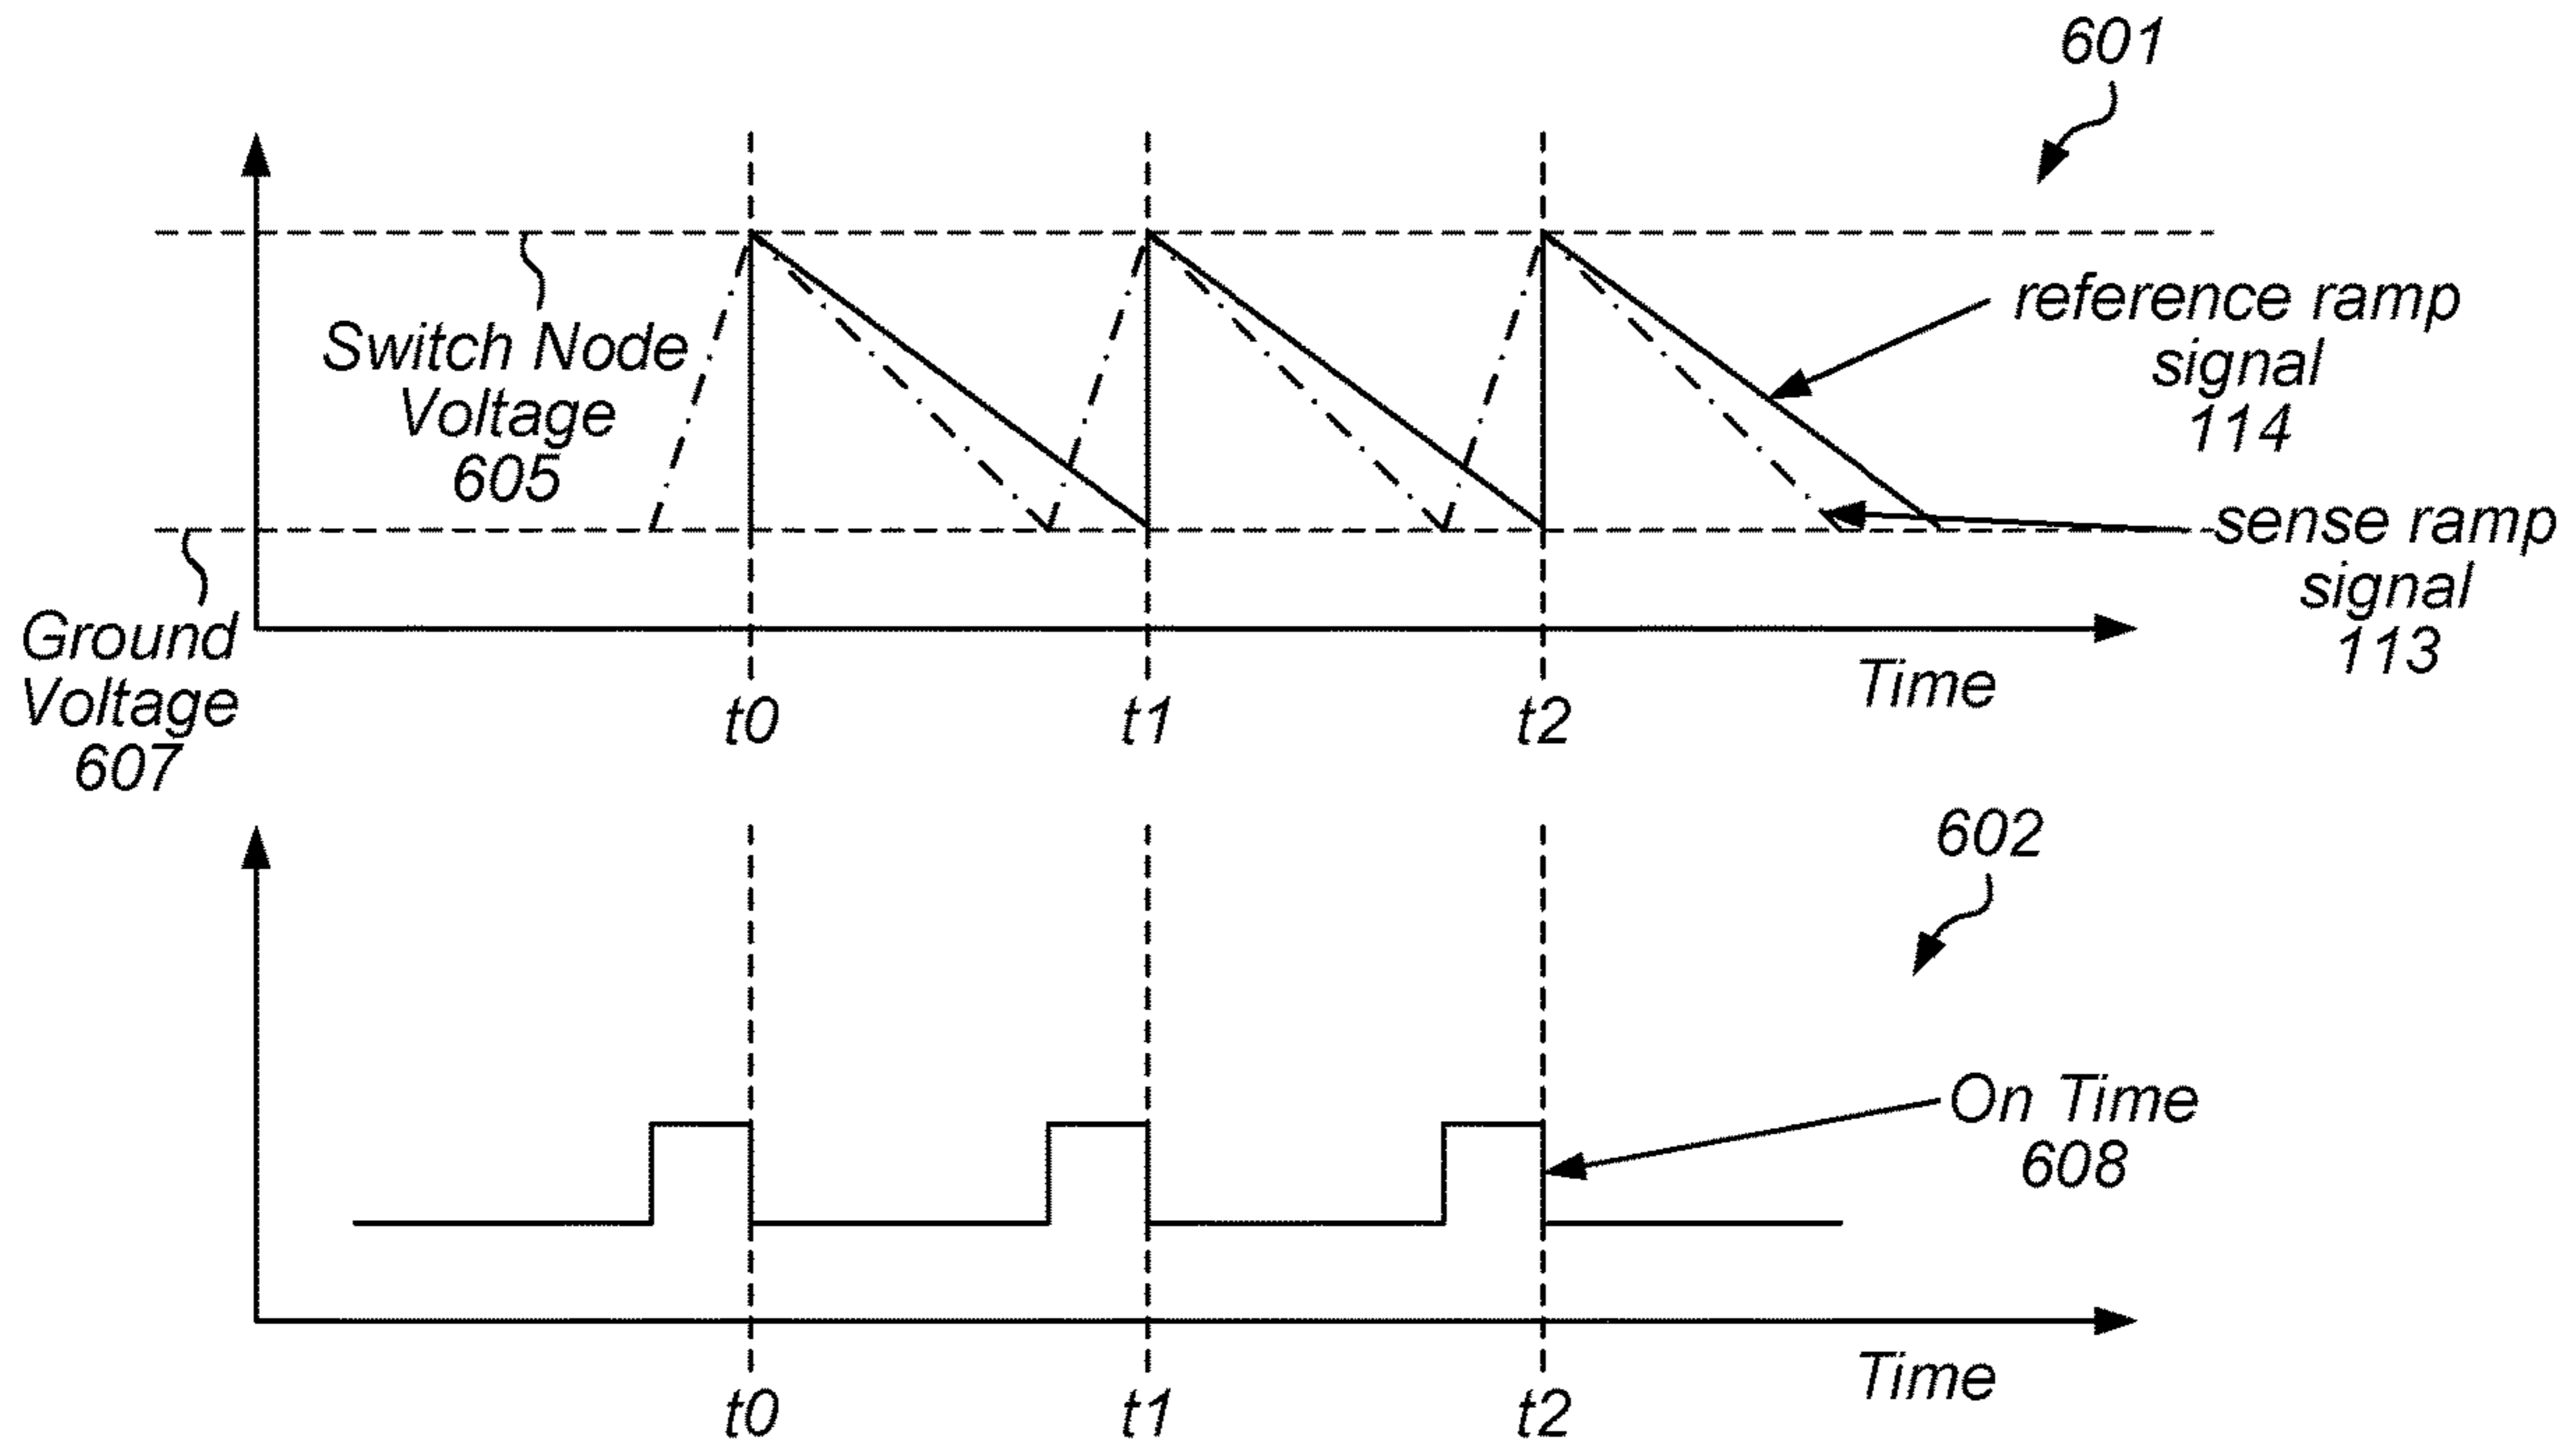 601
Switch Node
Voltage
605
reference ramp
signal
114
sense ramp
signal
113
Ground
Voltage
607
t0
t1
t2
Time
602
On Time
608
t0
t1
t2
Time